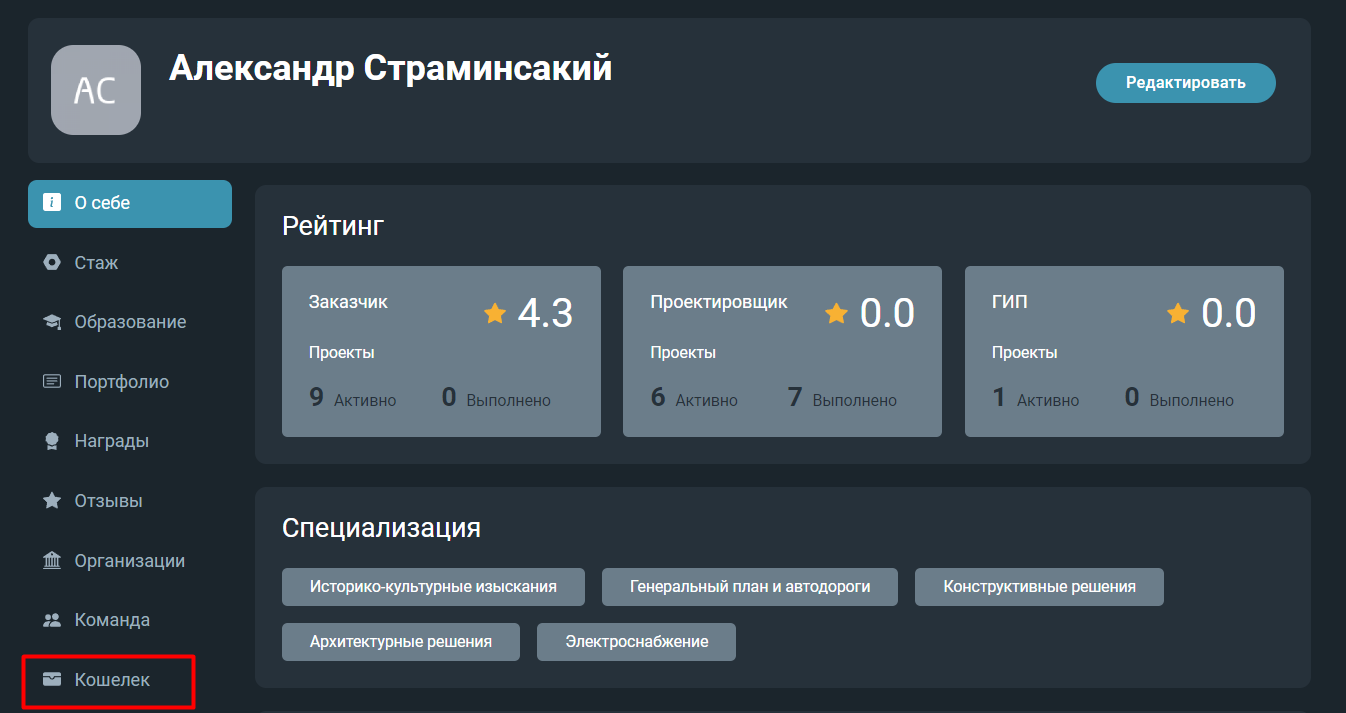 АС
Александр Страминсакий
Редактировать
О себе
Стаж
Образование
Портфолио
Награды
Отзывы
Организации
Команда
Кошелек
Рейтинг
Заказчик
4.3
Проекты
9 Активно
0 Выполнено
Проектировщик
0.0
Проекты
6 Активно
7 Выполнено
ГИП
0.0
Проекты
1 Активно
0 Выполнено
Специализация
Историко-культурные изыскания
Генеральный план и автодороги
Конструктивные решения
Архитектурные решения
Электроснабжение